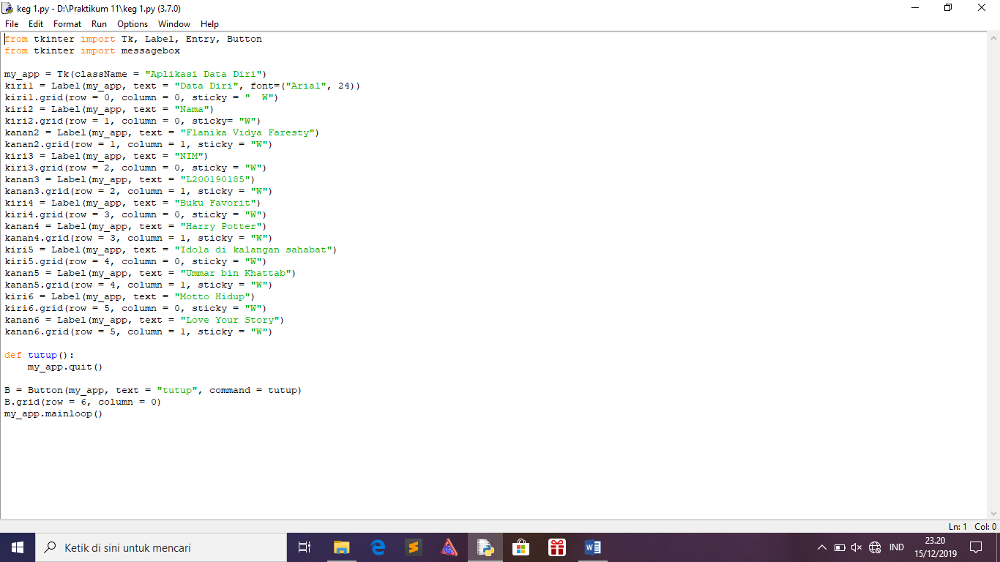 keg 1.py - D:\Praktikum 11\keg 1.py (3.7.0)
File Edit Format Run Options Window Help
from tkinter import Tk, Label, Entry, Button
from tkinter import messagebox
my_app = Tk(className = "Aplikasi Data Diri")
kiri1 = Label(my_app, text = "Data Diri", font=("Arial", 24))
kiri1.grid(row = 0, column = 0, sticky = "  W")
kiri2 = Label(my_app, text = "Nama")
kiri2.grid(row = 1, column = 0, sticky= "W")
kanan2 = Label(my_app, text = "Flanika Vidya Faresty")
kanan2.grid(row = 1, column = 1, sticky = "W")
kiri3 = Label(my_app, text = "NIM")
kiri3.grid(row = 2, column = 0, sticky = "W")
kanan3 = Label(my_app, text = "L200190185")
kanan3.grid(row = 2, column = 1, sticky = "W")
kiri4 = Label(my_app, text = "Buku Favorit")
kiri4.grid(row = 3, column = 0, sticky = "W")
kanan4 = Label(my_app, text = "Harry Potter")
kanan4.grid(row = 3, column = 1, sticky = "W")
kiri5 = Label(my_app, text = "Idola di kalangan sahabat")
kiri5.grid(row = 4, column = 0, sticky = "W")
kanan5 = Label(my_app, text = "Ummar bin Khattab")
kanan5.grid(row = 4, column = 1, sticky = "W")
kiri6 = Label(my_app, text = "Motto Hidup")
kiri6.grid(row = 5, column = 0, sticky = "W")
kanan6 = Label(my_app, text = "Love Your Story")
kanan6.grid(row = 5, column = 1, sticky = "W")
def tutup():
    my_app.quit()
B = Button(my_app, text = "tutup", command = tutup)
B.grid(row = 6, column = 0)
my_app.mainloop()
Ln: 1 Col: 0
Ketik di sini untuk mencari
IND
23.20
15/12/2019